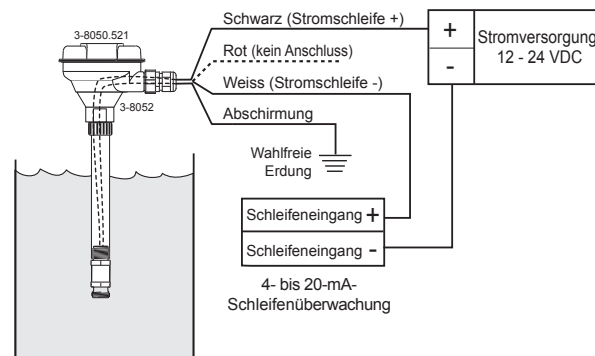 Schwarz (Stromschleife +)
+
Stromversorgung
12 - 24 VDC
-
3-8050.521
Rot (kein Anschluss)
Weiss (Stromschleife -)
3-8052
Abschirmung
Wahlfreie
Erdung
Schleifeneingang +
Schleifeneingang -
4- bis 20-mA-
Schleifenüberwachung